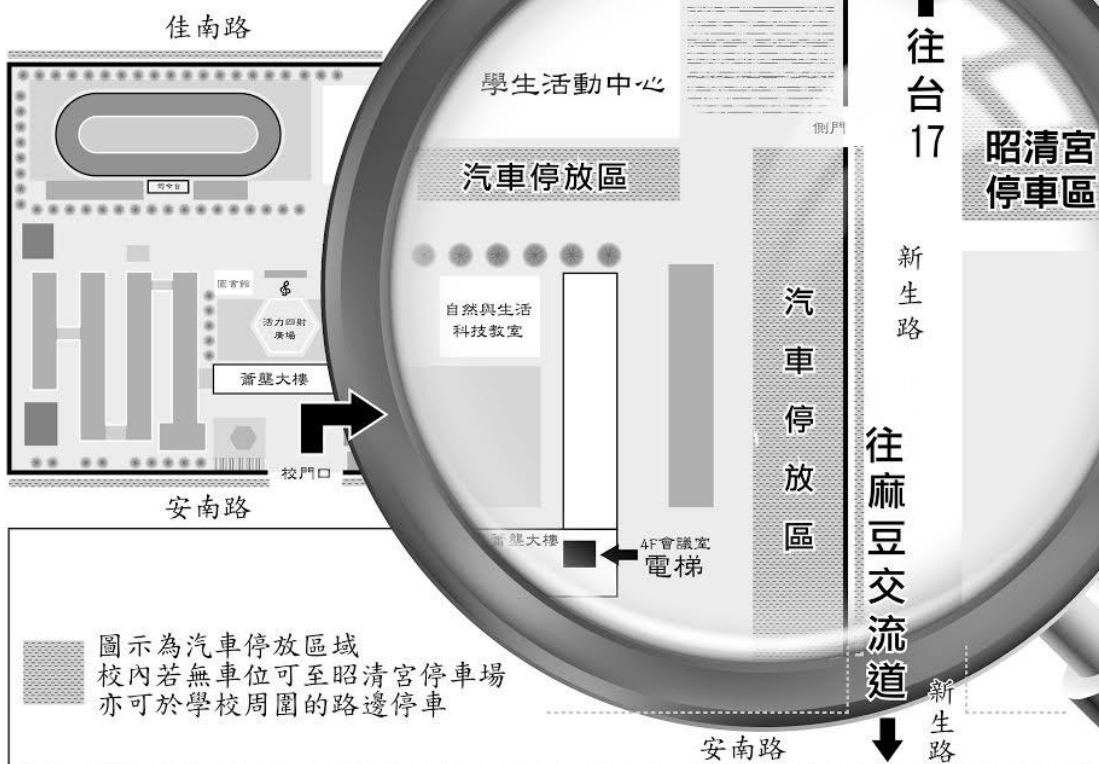 佳南路
司令台
圖書館
活力四射
廣場
蕭壠大樓
校門口
安南路
學生活動中心
側門
汽車停放區
自然與生活
科技教室
汽車停放區
蕭壠大樓
4F會議室
電梯
往台17
昭清宮
停車區
新生路
往麻豆交流道
新生路
安南路
圖示為汽車停放區域
校內若無車位可至昭清宮停車場
亦可於學校周圍的路邊停車